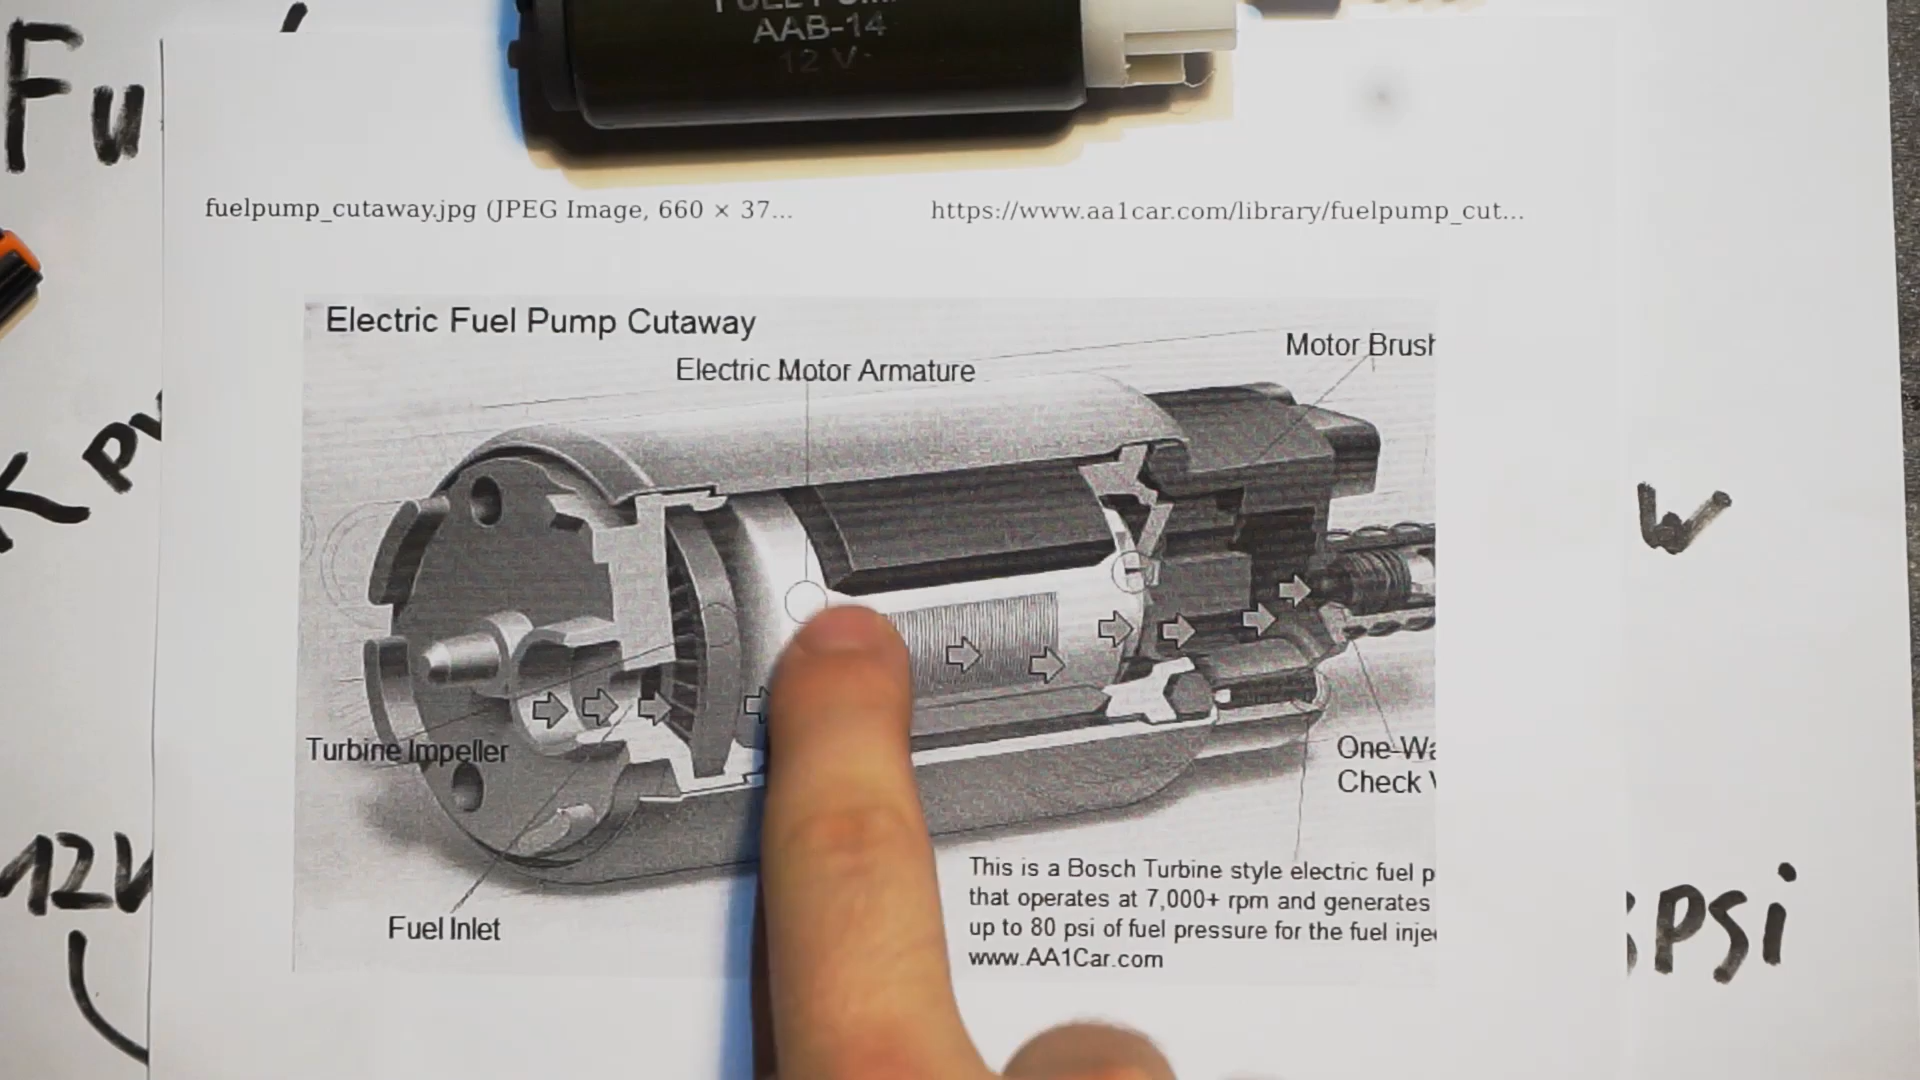 AAB-14
12 V
Fu
fuelpump_cutaway.jpg (JPEG Image, 660 × 37...
https://www.aa1car.com/library/fuelpump_cut...
Electric Fuel Pump Cutaway
Motor Brush
Electric Motor Armature
K
W
Turbine Impeller
One-Wa
Check
12V
This is a Bosch Turbine style electric fuel p
that operates at 7,000+ rpm and generates
up to 80 psi of fuel pressure for the fuel inje
www.AA1Car.com
Fuel Inlet
PSi